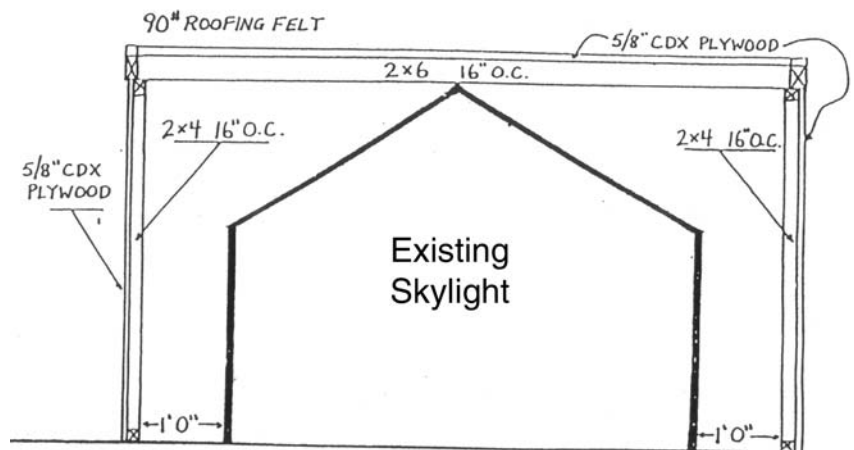 90# ROOFING FELT
5/8" CDX PLYWOOD
2×6 16" O.C.
2×4 16" O.C.
2×4 16" O.C.
5/8" CDX
PLYWOOD
Existing
Skylight
1'0"
1'0"